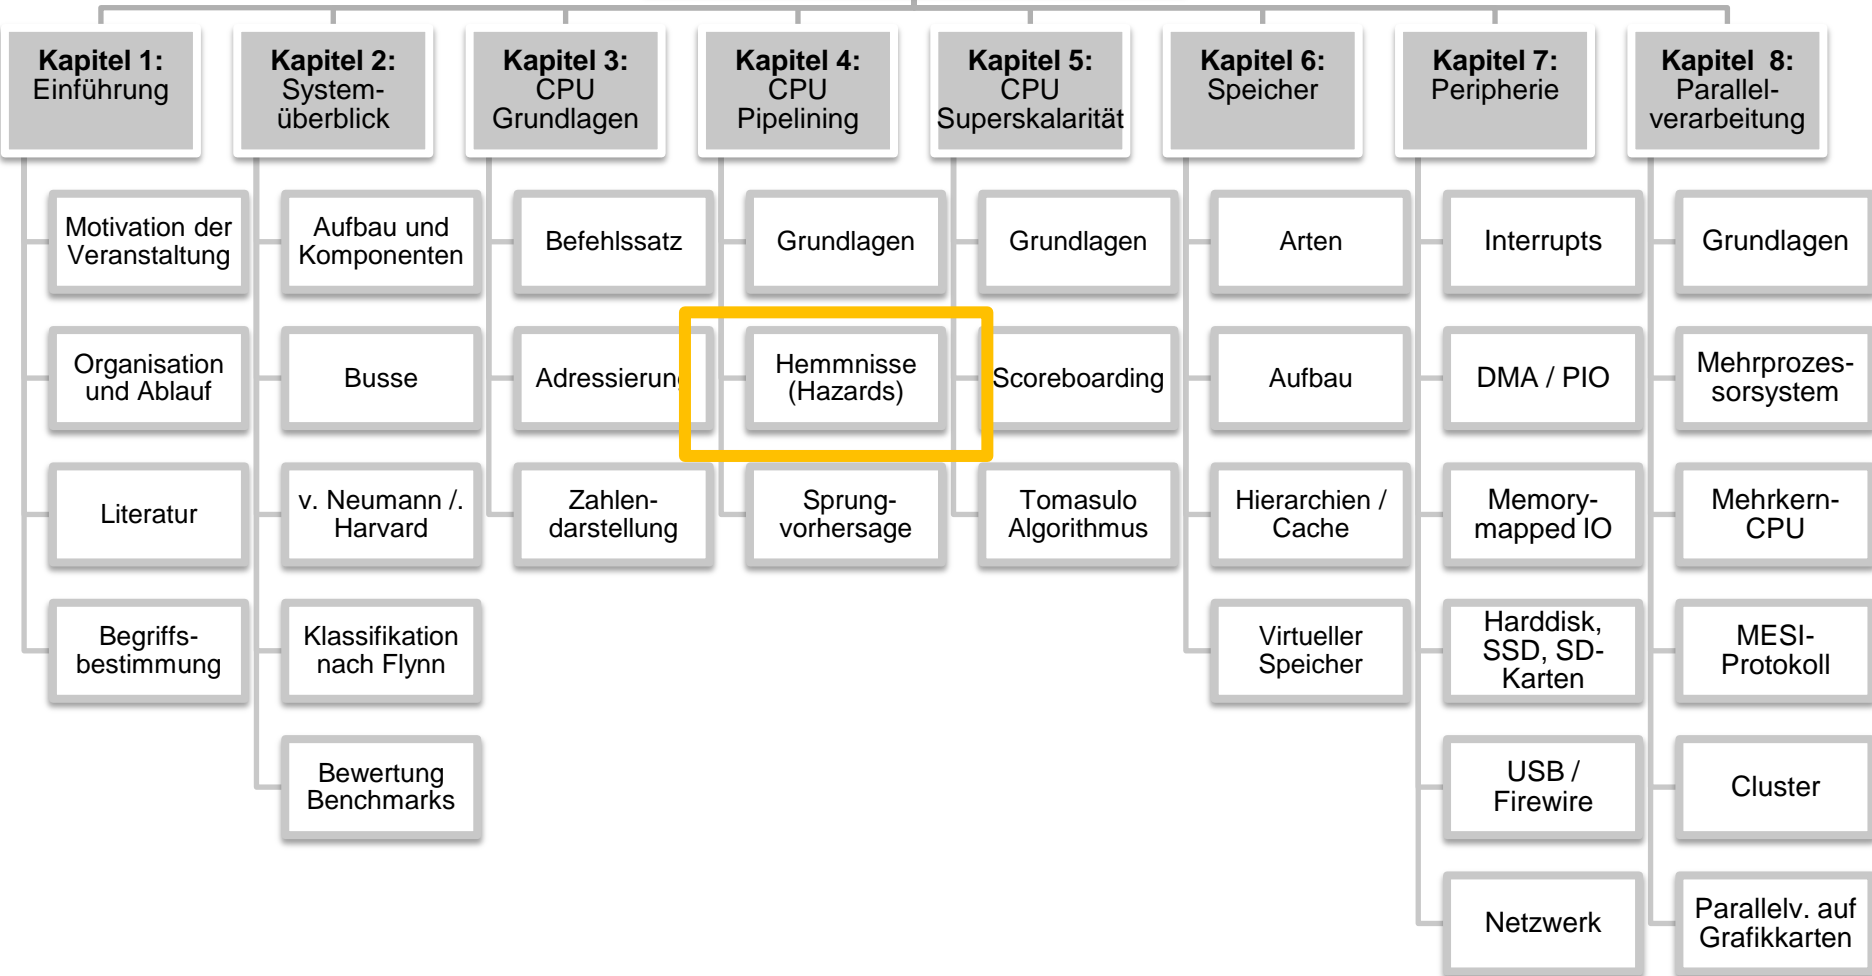 Kapitel 1:
Einführung
Motivation der
Veranstaltung
Organisation
und Ablauf
Literatur
Begriffs-
bestimmung
Kapitel 2:
System-
überblick
Aufbau und
Komponenten
Busse
v. Neumann /.
Harvard
Klassifikation
nach Flynn
Bewertung
Benchmarks
Kapitel 3:
CPU
Grundlagen
Befehlssatz
Adressierung
Zahlen-
darstellung
Kapitel 4:
CPU
Pipelining
Grundlagen
Hemmnisse
(Hazards)
Sprung-
vorhersage
Kapitel 5:
CPU
Superskalarität
Grundlagen
Scoreboarding
Tomasulo
Algorithmus
Kapitel 6:
Speicher
Arten
Aufbau
Hierarchien /
Cache
Virtueller
Speicher
Kapitel 7:
Peripherie
Interrupts
DMA / PIO
Memory-
mapped IO
Harddisk,
SSD, SD-
Karten
USB /
Firewire
Netzwerk
Kapitel 8:
Parallel-
verarbeitung
Grundlagen
Mehrprozes-
sorsystem
Mehrkern-
CPU
MESI-
Protokoll
Cluster
Parallelv. auf
Grafikkarten